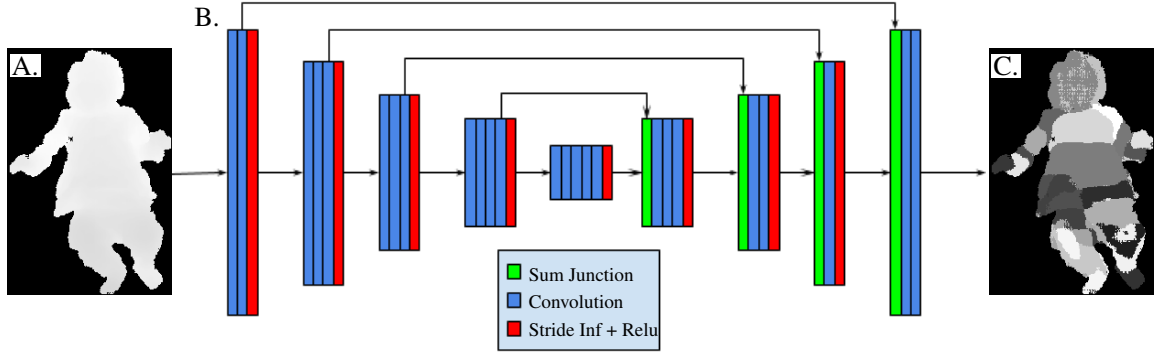 A.
B.
C.
Sum Junction
Convolution
Stride Inf + Relu